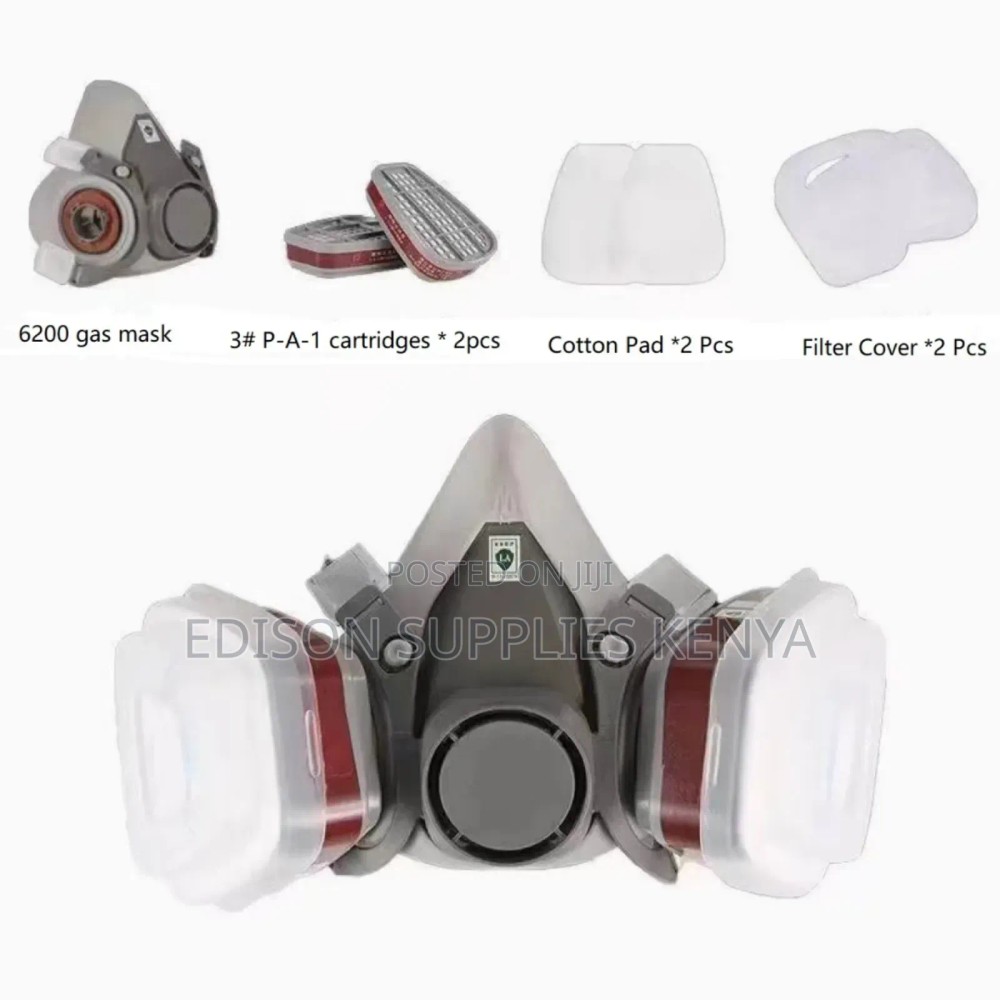 6200 gas mask
3# P-A-1 cartridges * 2pcs
Cotton Pad *2 Pcs
Filter Cover *2 Pcs
LA
POSTED ON JIJI
EDISON SUPPLIES KENYA